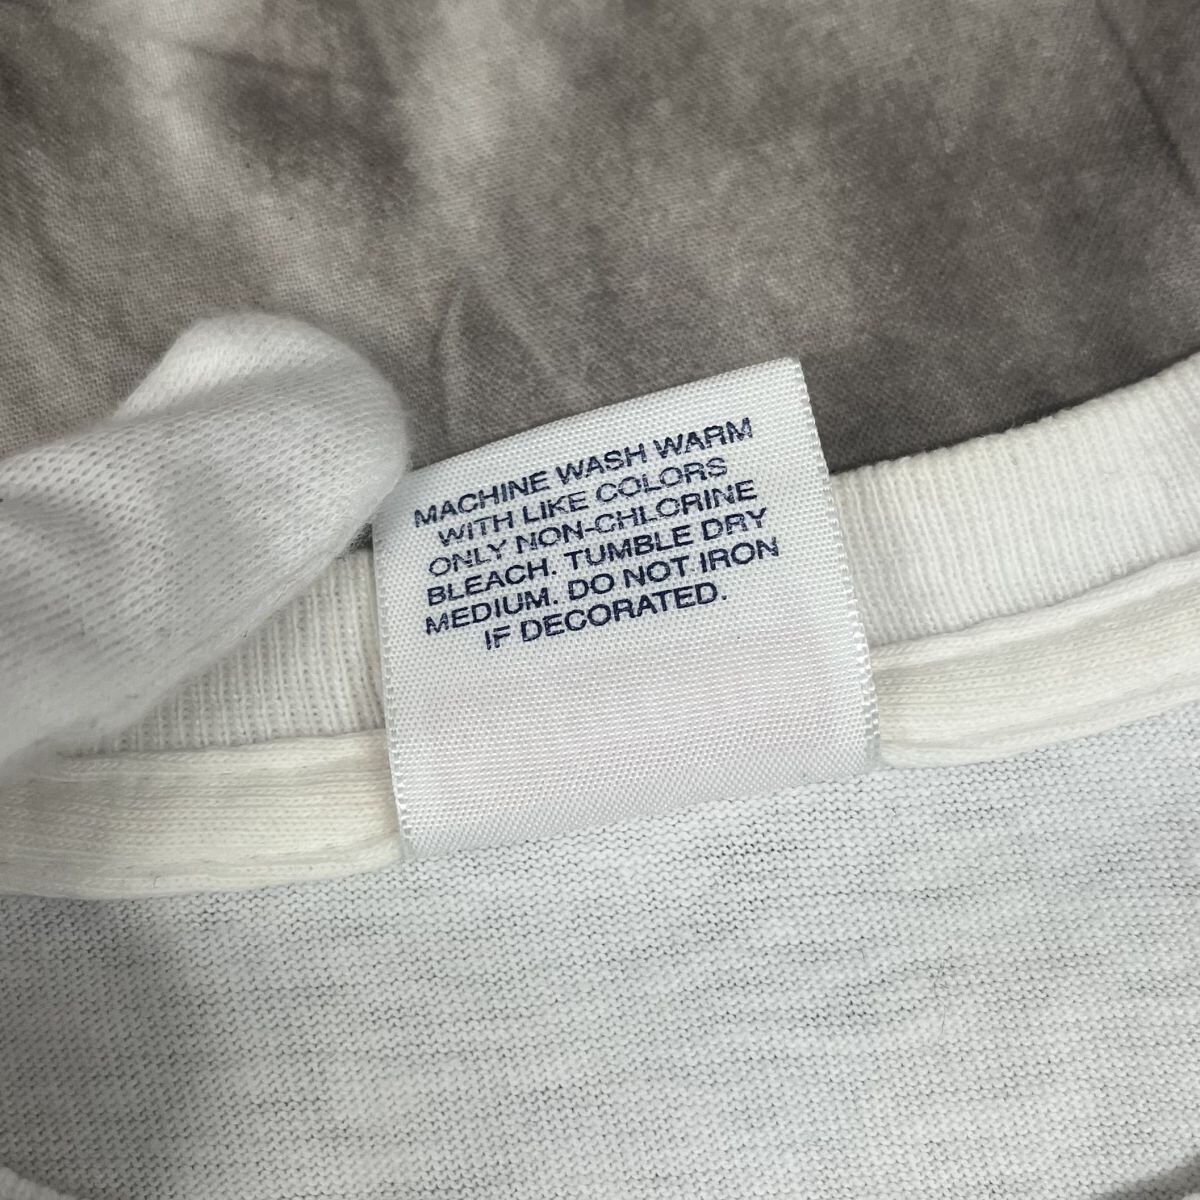 MACHINE WASH WARM
WITH LIKE COLORS
ONLY NON-CHLORINE
BLEACH. TUMBLE DRY
MEDIUM. DO NOT IRON
IF DECORATED.